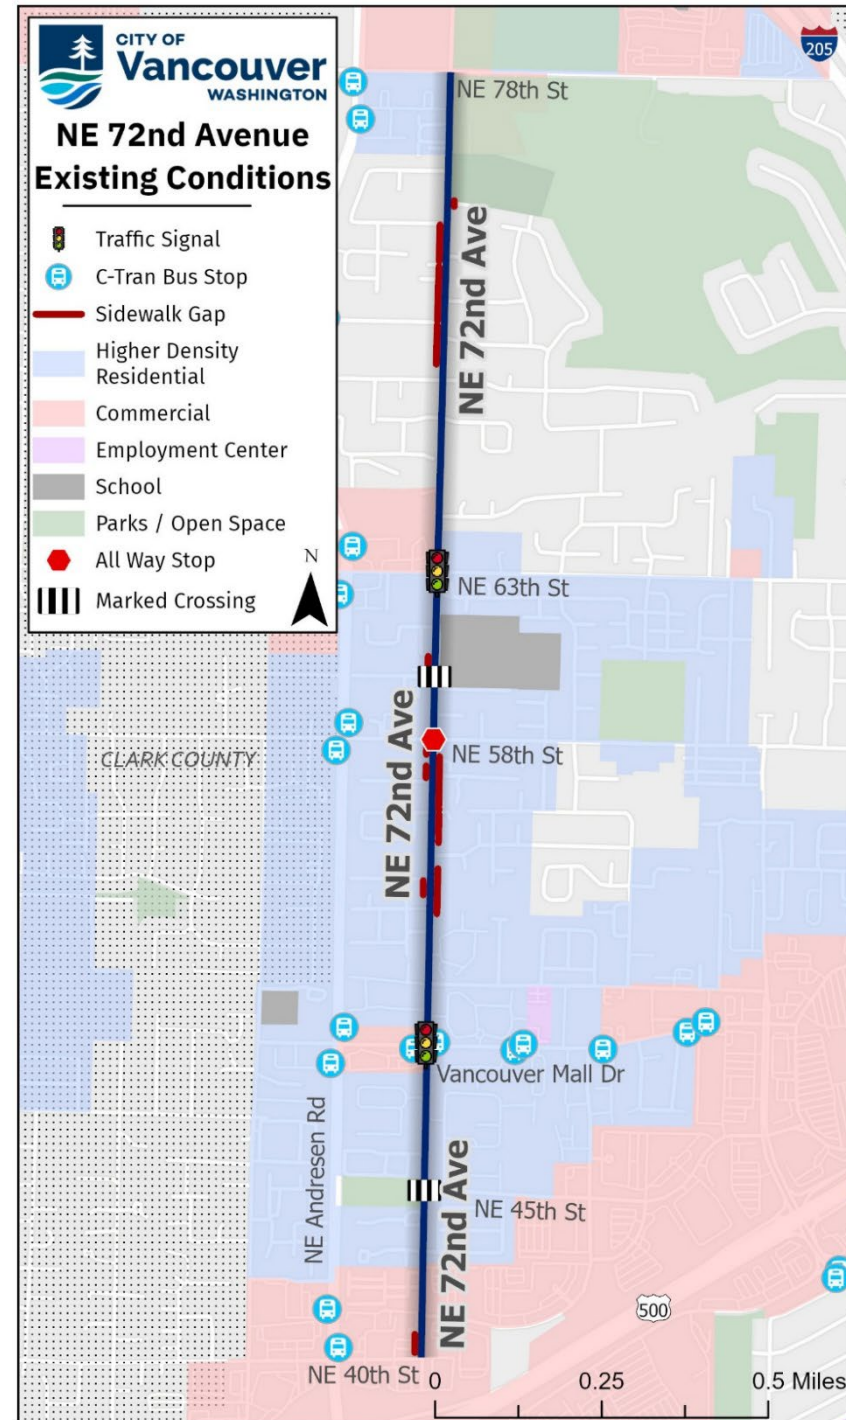 CITY OF
Vancouver
WASHINGTON
NE 72nd Avenue
Existing Conditions
Traffic Signal
C-Tran Bus Stop
Sidewalk Gap
Higher Density
Residential
Commercial
Employment Center
School
Parks / Open Space
All Way Stop
Marked Crossing
N
205
NE 78th St
NE 72nd Ave
NE 63th St
NE 72nd Ave
CLARK COUNTY
NE 58th St
Vancouver Mall Dr
NE Andresen Rd
NE 45th St
NE 72nd Ave
500
NE 40th St
0 0.25 0.5 Miles